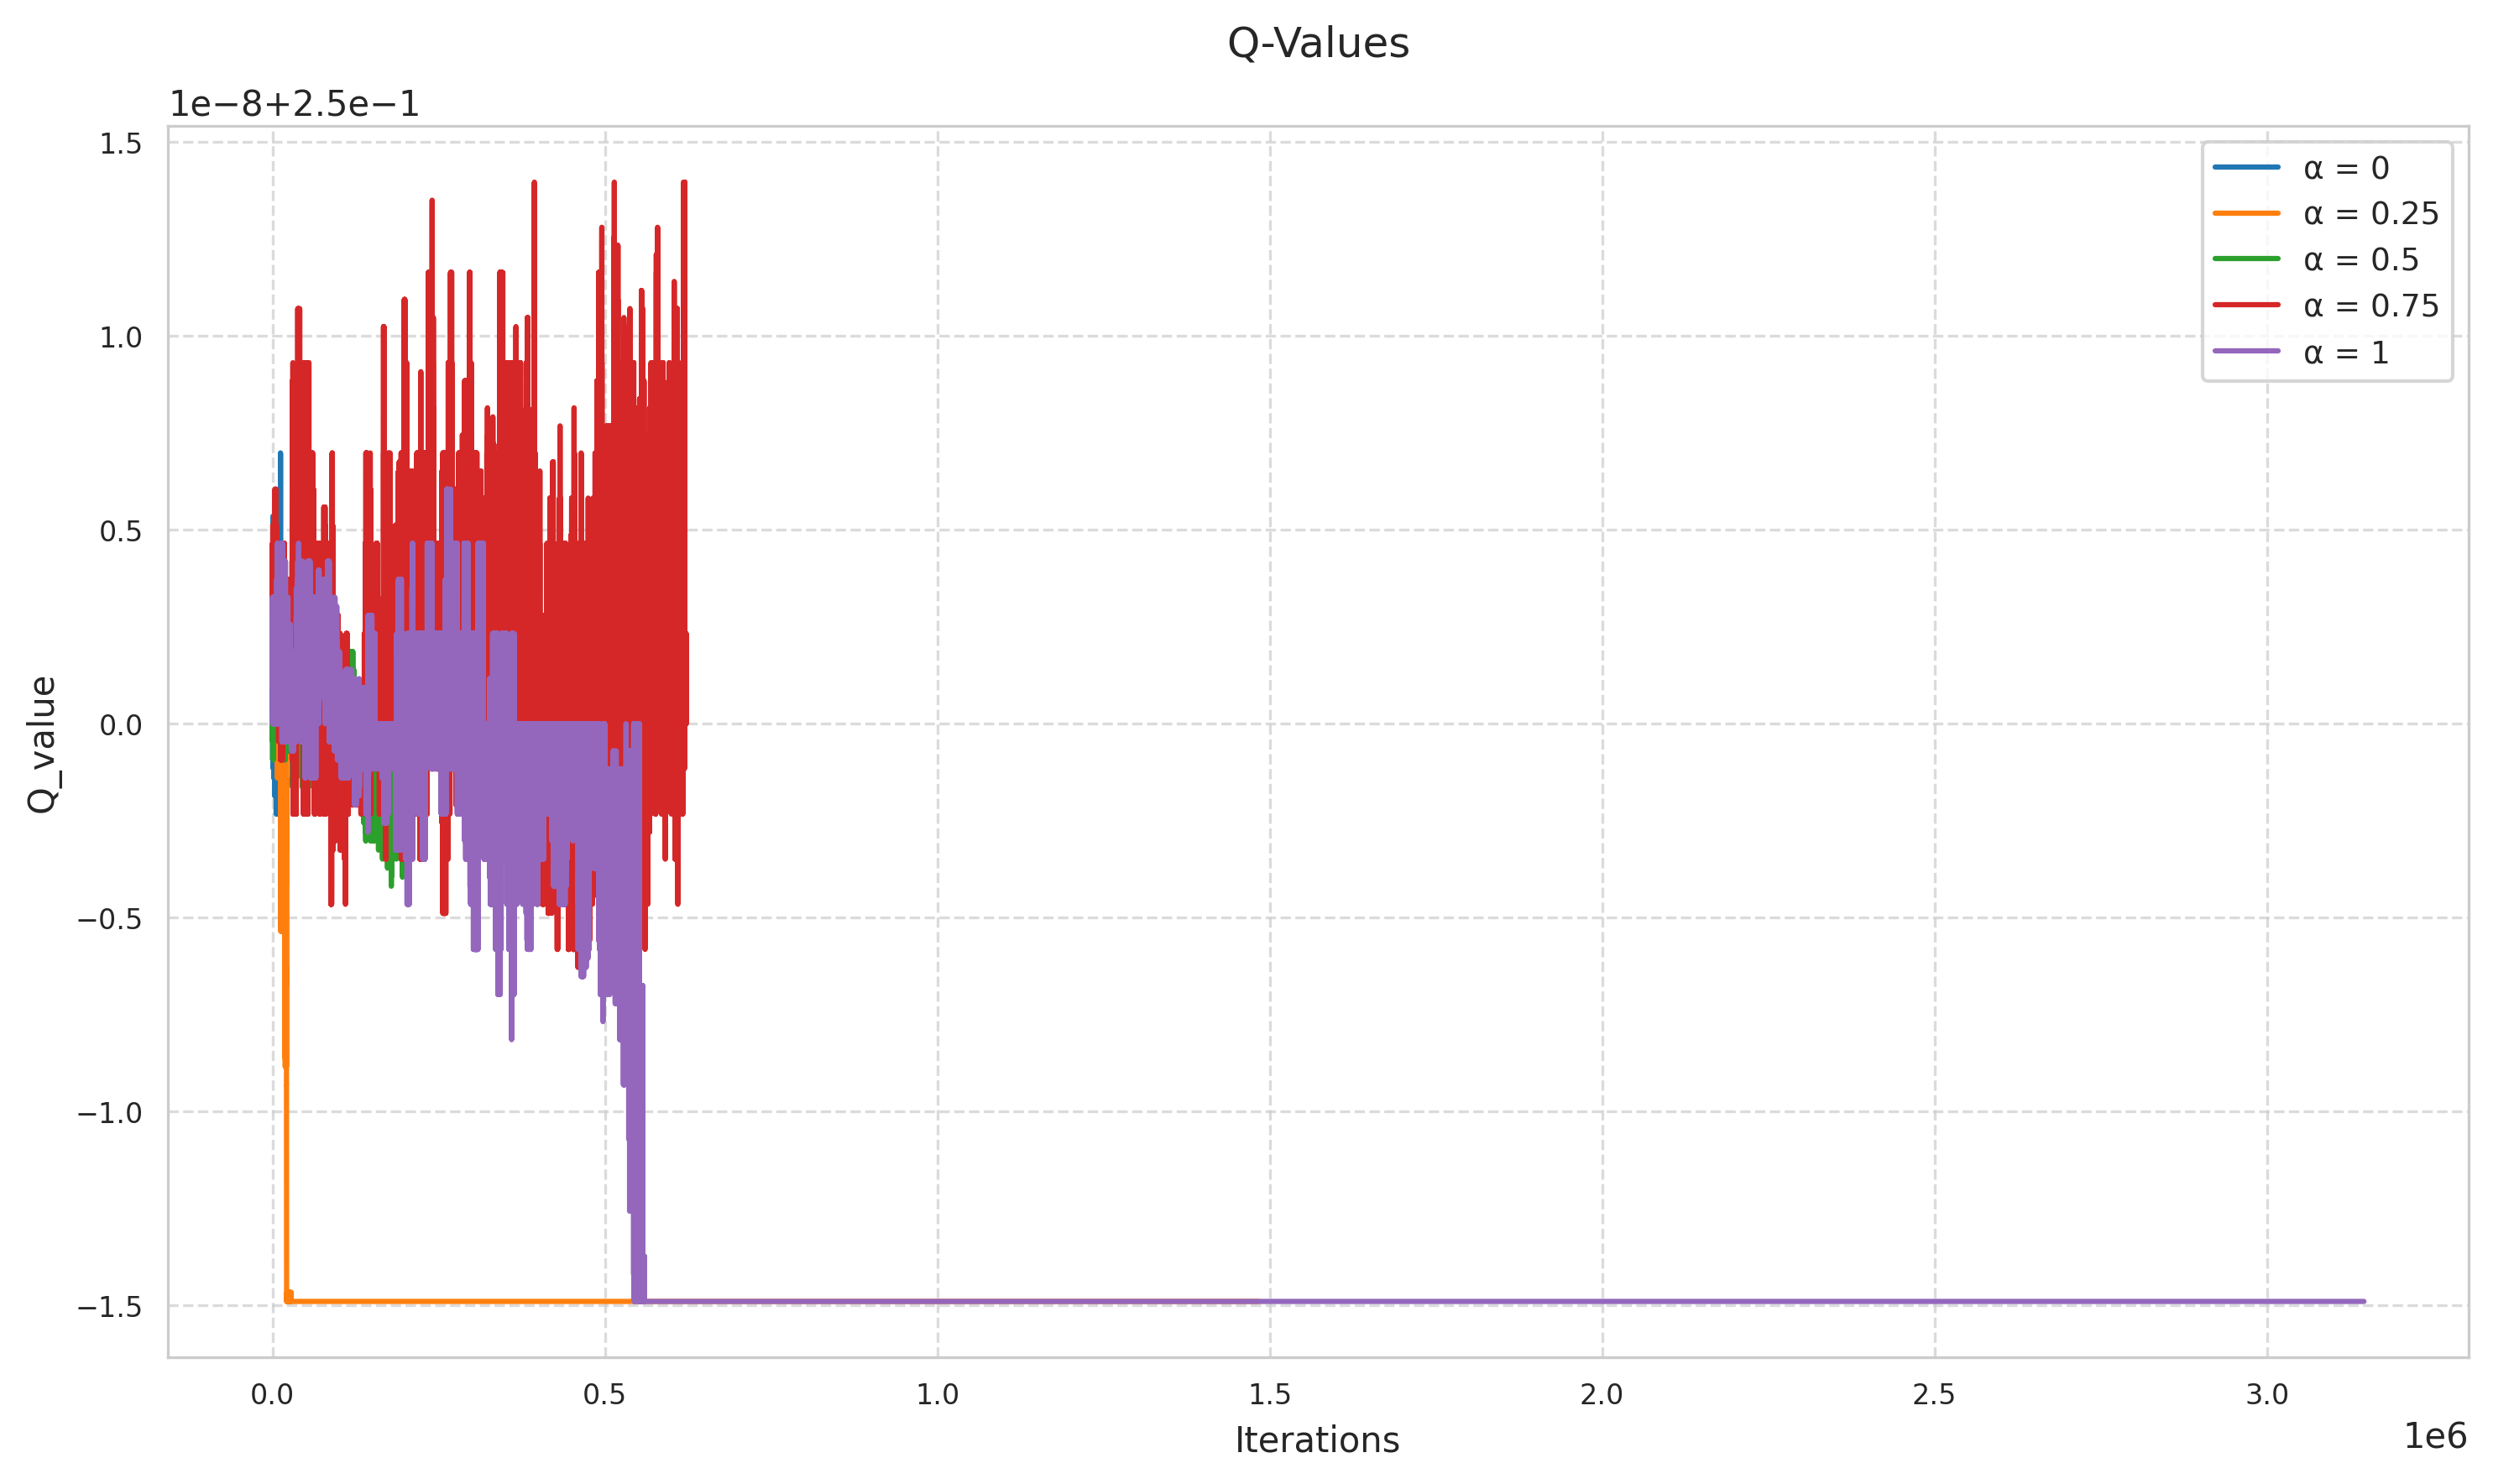 Q-Values
1e−8+2.5e−1
1.5
1.0
0.5
0.0
−0.5
−1.0
−1.5
Q_value
α = 0
α = 0.25
α = 0.5
α = 0.75
α = 1
0.0 0.5 1.0 1.5 2.0 2.5 3.0
Iterations
1e6